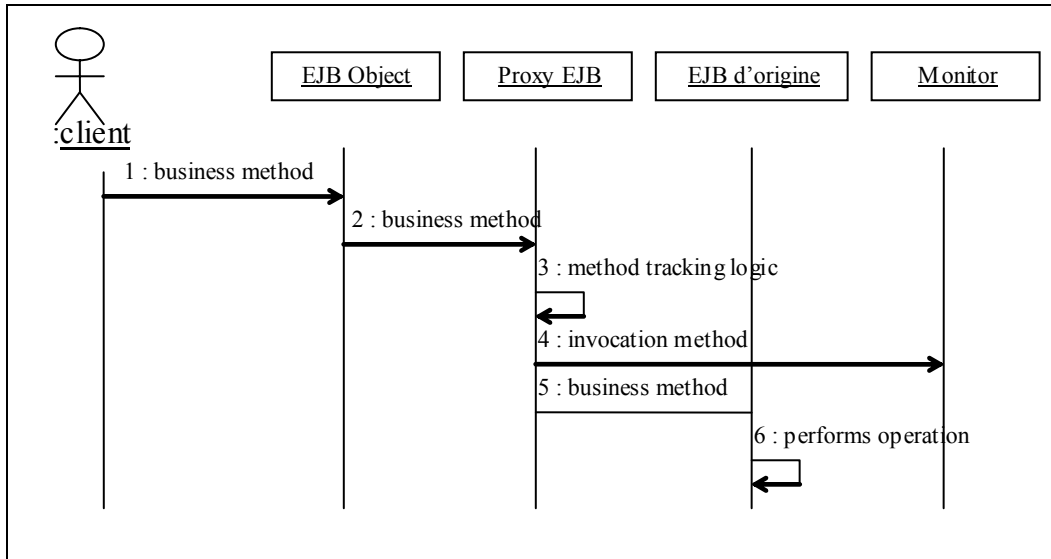 EJB Object
Proxy EJB
EJB d'origine
Monitor
:client
1 : business method
2 : business method
3 : method tracking logic
4 : invocation method
5 : business method
6 : performs operation